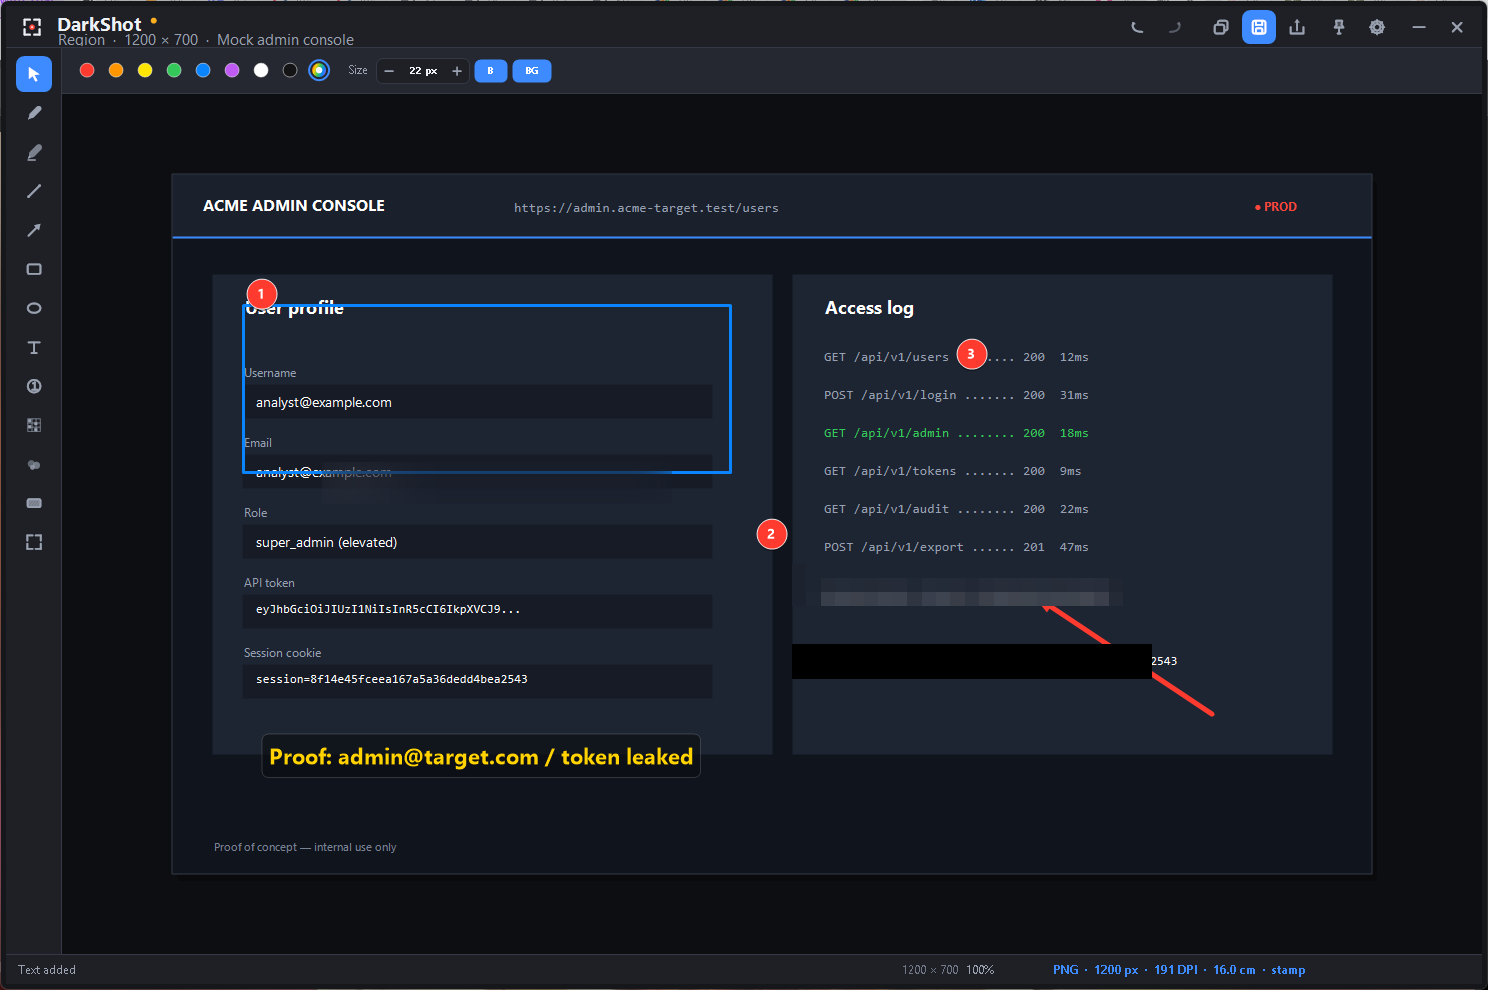 DarkShot
Region · 1200 × 700 · Mock admin console
Size − 22 px + B BG
ACME ADMIN CONSOLE
https://admin.acme-target.test/users
● PROD
1
User profile
Username
analyst@example.com
Email
analyst@example.com
Role
super_admin (elevated)
API token
eyJhbGciOiJIUzI1NiIsInR5cCI6IkpXVCJ9...
Session cookie
session=8f14e45fceea167a5a36dedd4bea2543
2
Access log
GET /api/v1/users 3 .... 200 12ms
POST /api/v1/login ....... 200 31ms
GET /api/v1/admin ........ 200 18ms
GET /api/v1/tokens ....... 200 9ms
GET /api/v1/audit ........ 200 22ms
POST /api/v1/export ...... 201 47ms
2543
Proof: admin@target.com / token leaked
Proof of concept — internal use only
Text added
1200 × 700 100%
PNG · 1200 px · 191 DPI · 16.0 cm · stamp